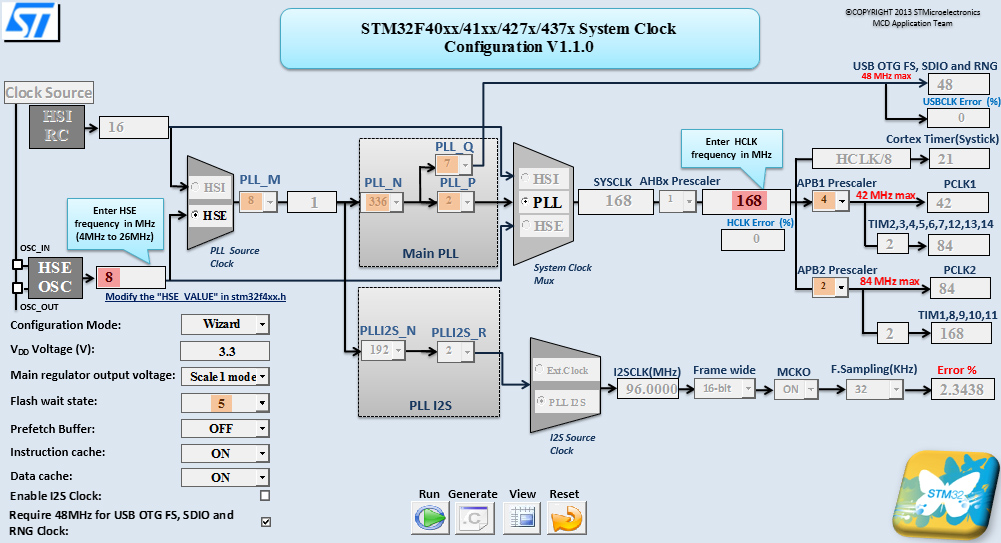 ©COPYRIGHT 2013 STMicroelectronics
MCD Application Team
ST
STM32F40xx/41xx/427x/437x System Clock
Configuration V1.1.0
USB OTG FS, SDIO and RNG
48 MHz max
48
USBCLK Error (%)
0
Clock Source
HSI
RC
16
Cortex Timer(Systick)
HCLK/8
21
PLL_Q
7
Enter HCLK
frequency in MHz
HSI
PLL
HSE
System Clock
Mux
HSI
HSE
PLL Source
Clock
PLL_M
8
1
PLL_N
336
PLL_P
2
Main PLL
SYSCLK
168
AHBx Prescaler
1
168
HCLK Error (%)
0
APB1 Prescaler
4
42 MHz max
PCLK1
42
TIM2,3,4,5,6,7,12,13,14
2
84
APB2 Prescaler
2
84 MHz max
PCLK2
84
TIM1,8,9,10,11
2
168
Enter HSE
frequency in MHz
(4MHz to 26MHz)
OSC_IN
HSE
OSC
OSC_OUT
8
Modify the "HSE_VALUE" in stm32f4xx.h
PLLI2S_N
192
PLLI2S_R
2
PLL I2S
Ext.Clock
PLL I2S
I2S Source
Clock
I2SCLK(MHz)
96.0000
Frame wide
16-bit
MCKO
ON
F.Sampling(KHz)
32
Error %
2.3438
Configuration Mode:
Wizard
VDD Voltage (V):
3.3
Main regulator output voltage:
Scale1 mode
Flash wait state:
5
Prefetch Buffer:
OFF
Instruction cache:
ON
Data cache:
ON
Enable I2S Clock:
Require 48MHz for USB OTG FS, SDIO and
RNG Clock:
Run Generate View Reset
.C
STM32